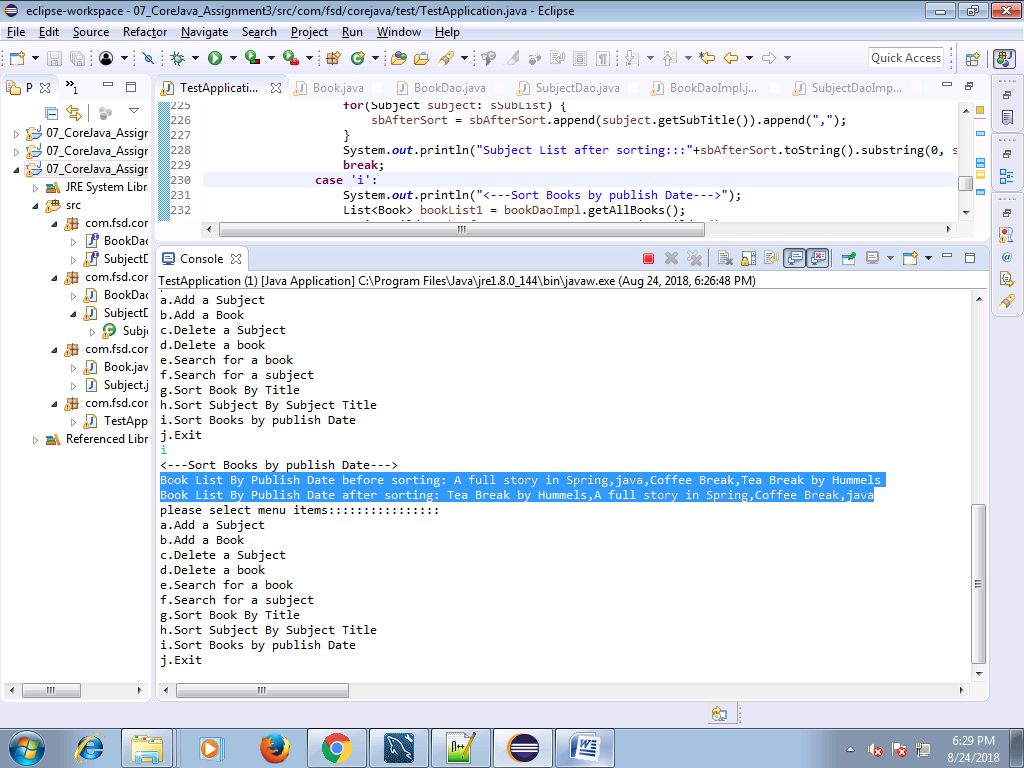 eclipse-workspace - 07_CoreJava_Assignment3/src/com/fsd/corejava/test/TestApplication.java - Eclipse
File Edit Source Refactor Navigate Search Project Run Window Help
Quick Access
P
»1
TestApplicati...
Book.java
BookDao.java
SubjectDao.java
BookDaoImpl.j...
SubjectDaoImp...
07_CoreJava_Assigr
07_CoreJava_Assigr
07_CoreJava_Assigr
JRE System Libr
src
com.fsd.cor
BookDac
SubjectD
com.fsd.cor
BookDac
SubjectD
Subj
com.fsd.cor
Book.jav
Subject.j
com.fsd.cor
TestApp
Referenced Libr
225 for(Subject subject: sSubList) {
226 sbAfterSort = sbAfterSort.append(subject.getSubTitle()).append(",");
227 }
228 System.out.println("Subject List after sorting:::"+sbAfterSort.toString().substring(0, s
229 break;
230 case 'i':
231 System.out.println("<---Sort Books by publish Date--->");
232 List<Book> bookList1 = bookDaoImpl.getAllBooks();
Console
TestApplication (1) [Java Application] C:\Program Files\Java\jre1.8.0_144\bin\javaw.exe (Aug 24, 2018, 6:26:48 PM)
a.Add a Subject
b.Add a Book
c.Delete a Subject
d.Delete a book
e.Search for a book
f.Search for a subject
g.Sort Book By Title
h.Sort Subject By Subject Title
i.Sort Books by publish Date
j.Exit
i
<---Sort Books by publish Date--->
Book List By Publish Date before sorting: A full story in Spring,java,Coffee Break,Tea Break by Hummels
Book List By Publish Date after sorting: Tea Break by Hummels,A full story in Spring,Coffee Break,java
please select menu items::::::::::::::::
a.Add a Subject
b.Add a Book
c.Delete a Subject
d.Delete a book
e.Search for a book
f.Search for a subject
g.Sort Book By Title
h.Sort Subject By Subject Title
i.Sort Books by publish Date
j.Exit
6:29 PM
8/24/2018